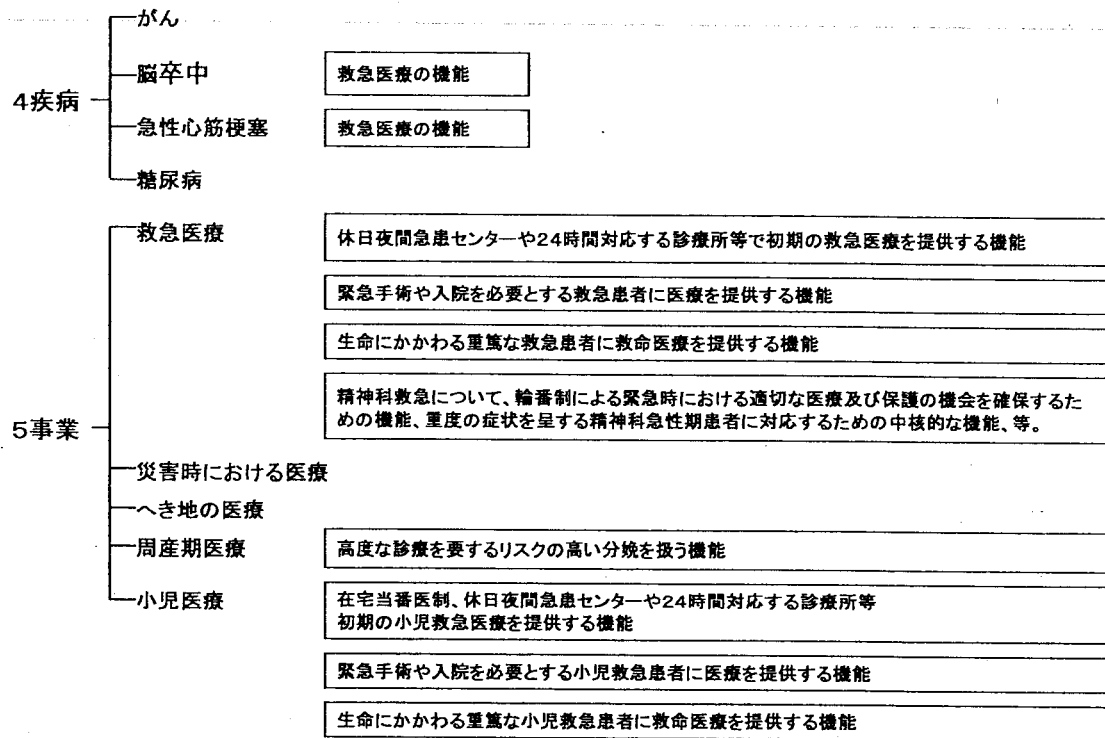 がん
脳卒中
救急医療の機能
4疾病
急性心筋梗塞
救急医療の機能
糖尿病
救急医療
休日夜間急患センターや24時間対応する診療所等で初期の救急医療を提供する機能
緊急手術や入院を必要とする救急患者に医療を提供する機能
生命にかかわる重篤な救急患者に救命医療を提供する機能
精神科救急について、輪番制による緊急時における適切な医療及び保護の機会を確保するた
めの機能、重度の症状を呈する精神科急性期患者に対応するための中核的な機能、等。
5事業
災害時における医療
へき地の医療
周産期医療
高度な診療を要するリスクの高い分娩を扱う機能
小児医療
在宅当番医制、休日夜間急患センターや24時間対応する診療所等
初期の小児救急医療を提供する機能
緊急手術や入院を必要とする小児救急患者に医療を提供する機能
生命にかかわる重篤な小児救急患者に救命医療を提供する機能